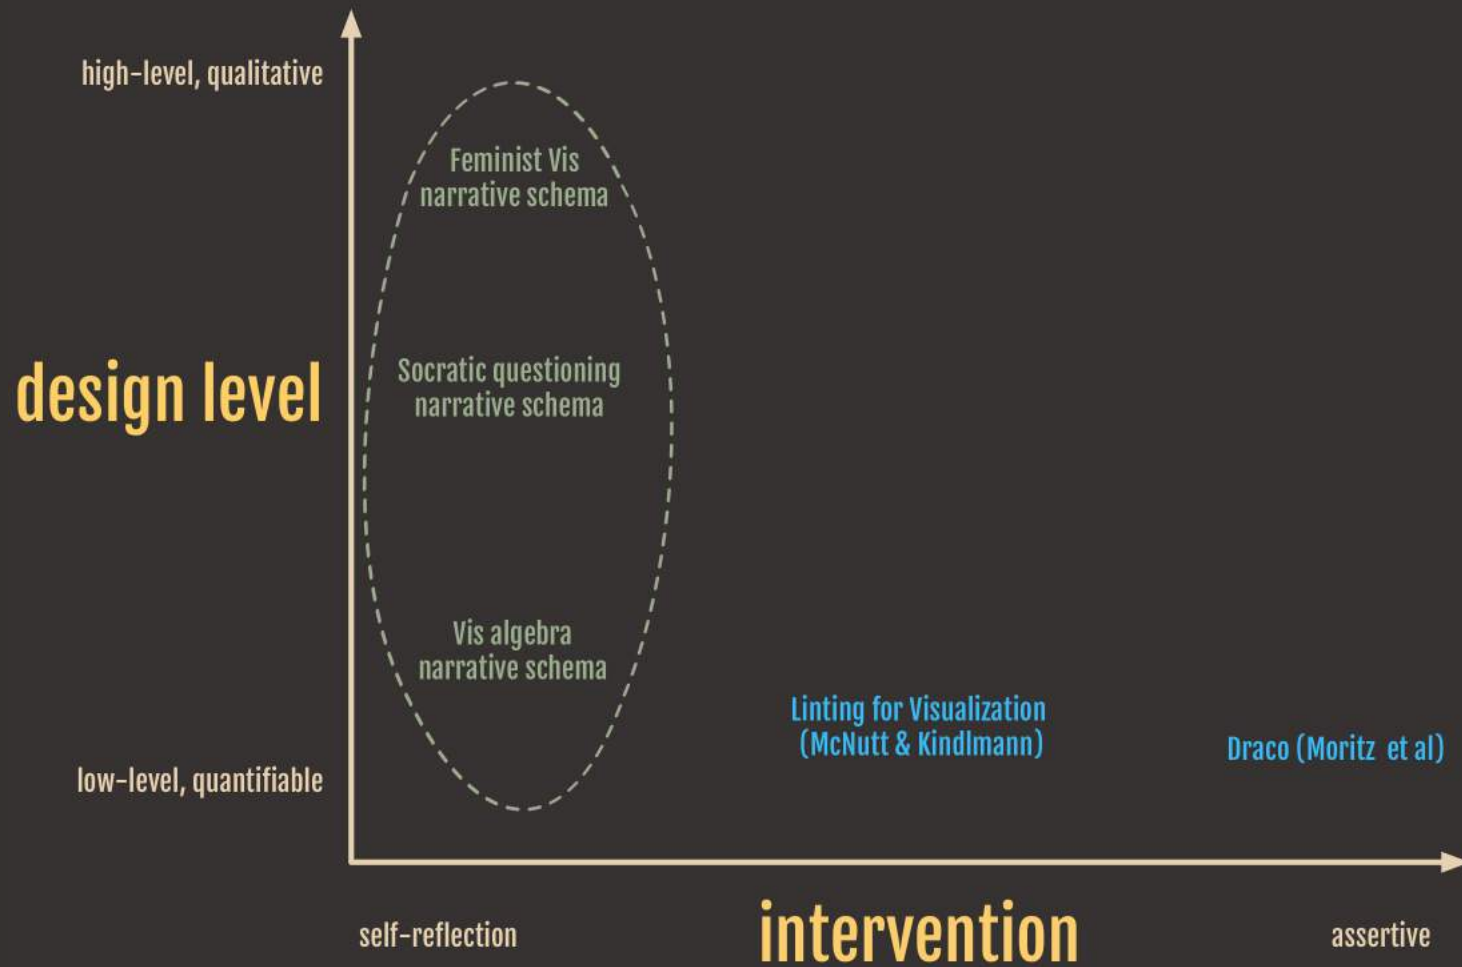 high-level, qualitative
Feminist Vis
narrative schema
design level
Socratic questioning
narrative schema
Vis algebra
narrative schema
Linting for Visualization
(McNutt & Kindlmann)
Draco (Moritz et al)
low-level, quantifiable
self-reflection
intervention
assertive